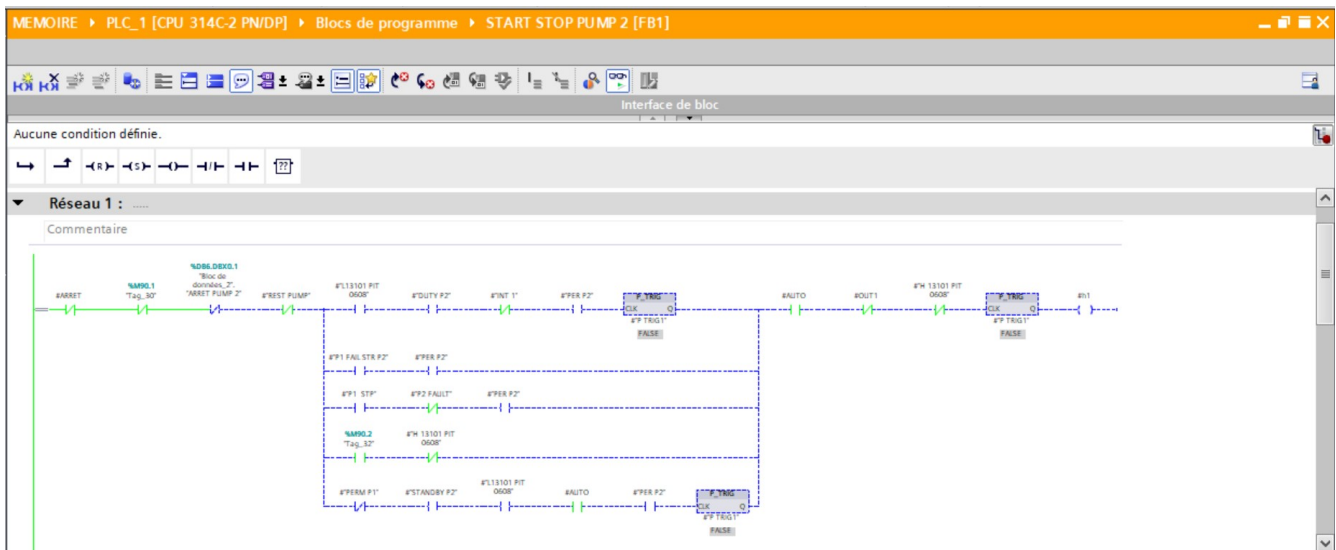 MEMOIRE ▸ PLC_1 [CPU 314C-2 PN/DP] ▸ Blocs de programme ▸ START STOP PUMP 2 [FB1]
Interface de bloc
Aucune condition définie.
Réseau 1 : .....
Commentaire
%DB6.DBX0.1
"Bloc de
données_2".
"ARRET PUMP 2"
#ARRET
%M90.1
"Tag_30"
#"REST PUMP"
#"L13101 PIT
0608"
#"DUTY P2"
#"INT 1"
#"PER P2"
P_TRIG
CLK Q
#"P TRIG1"
FALSE
#AUTO
#OUT1
#"H 13101 PIT
0608"
P_TRIG
CLK Q
#"P TRIG1"
FALSE
#h1
#"P1 FAIL STR P2"
#"PER P2"
#"P1 STP"
#"P2 FAULT"
#"PER P2"
%M90.2
"Tag_32"
#"H 13101 PIT
0608"
#"PERM P1"
#"STANDBY P2"
#"L13101 PIT
0608"
#AUTO
#"PER P2"
P_TRIG
CLK Q
#"P TRIG1"
FALSE